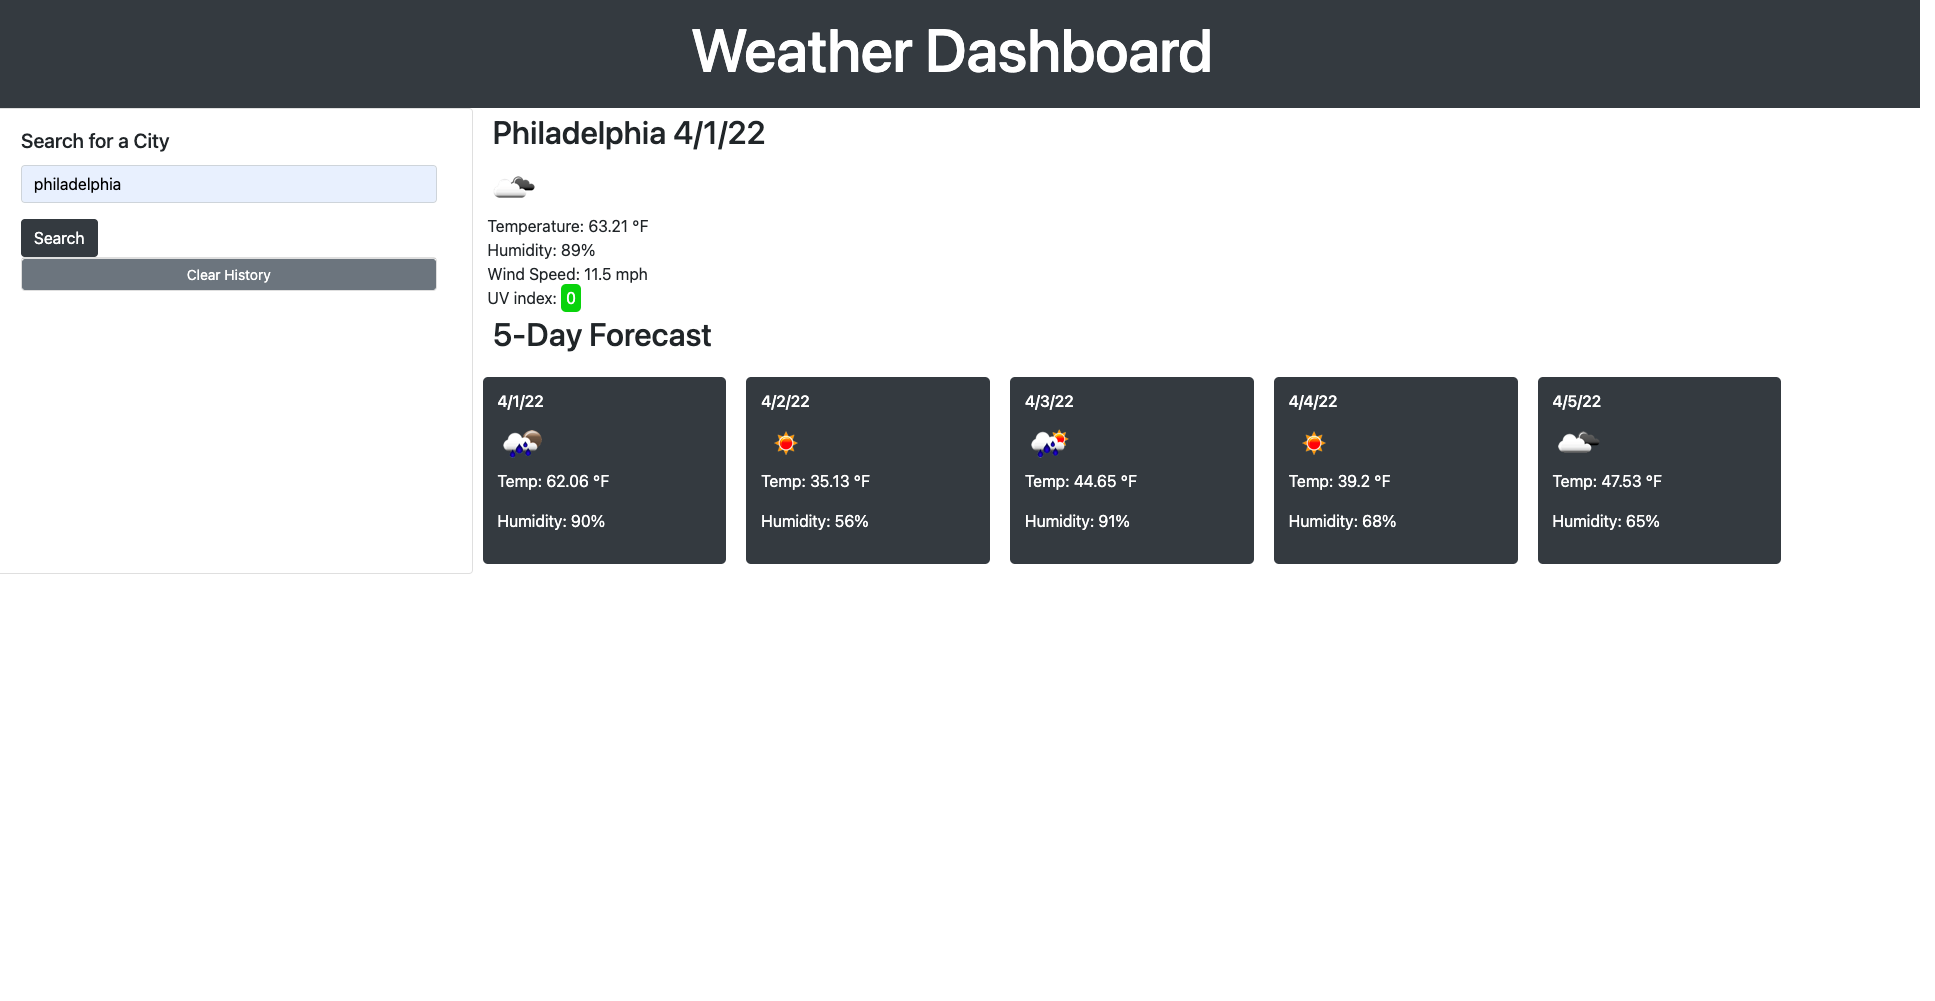 Weather Dashboard
Search for a City
philadelphia
Search
Clear History
Philadelphia 4/1/22
Temperature: 63.21 °F
Humidity: 89%
Wind Speed: 11.5 mph
UV index: 0
5-Day Forecast
4/1/22
Temp: 62.06 °F
Humidity: 90%
4/2/22
Temp: 35.13 °F
Humidity: 56%
4/3/22
Temp: 44.65 °F
Humidity: 91%
4/4/22
Temp: 39.2 °F
Humidity: 68%
4/5/22
Temp: 47.53 °F
Humidity: 65%